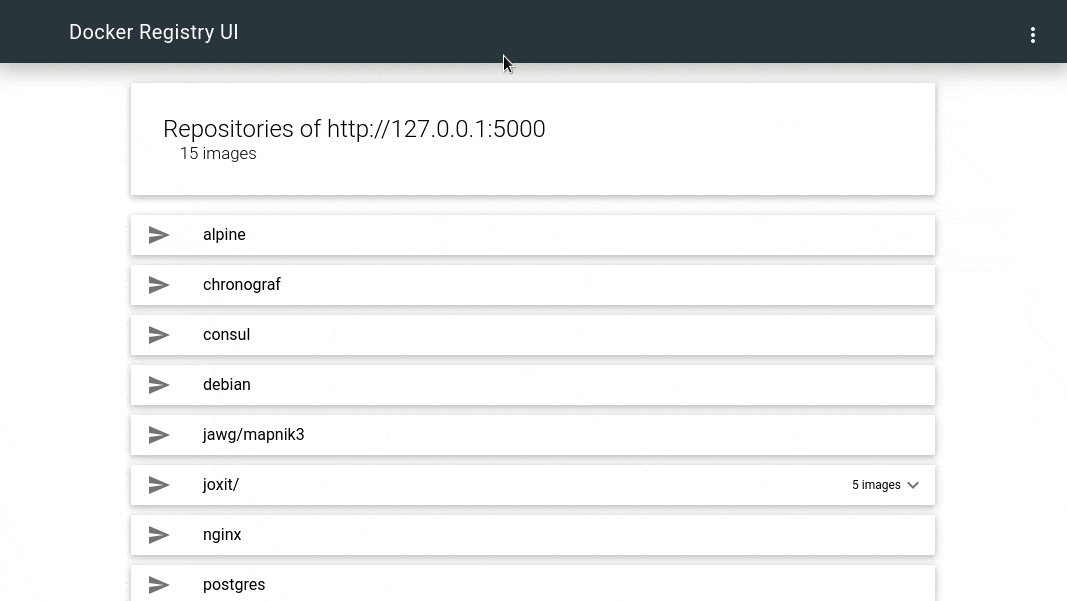 Docker Registry UI
Repositories of http://127.0.0.1:5000
15 images
alpine
chronograf
consul
debian
jawg/mapnik3
joxit/ 5 images
nginx
postgres